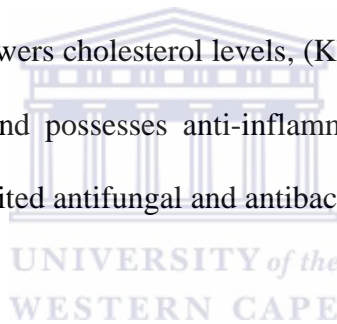 wers cholesterol levels, (K
nd possesses anti-inflamm
ited antifungal and antibac
UNIVERSITY of the
WESTERN CAPE